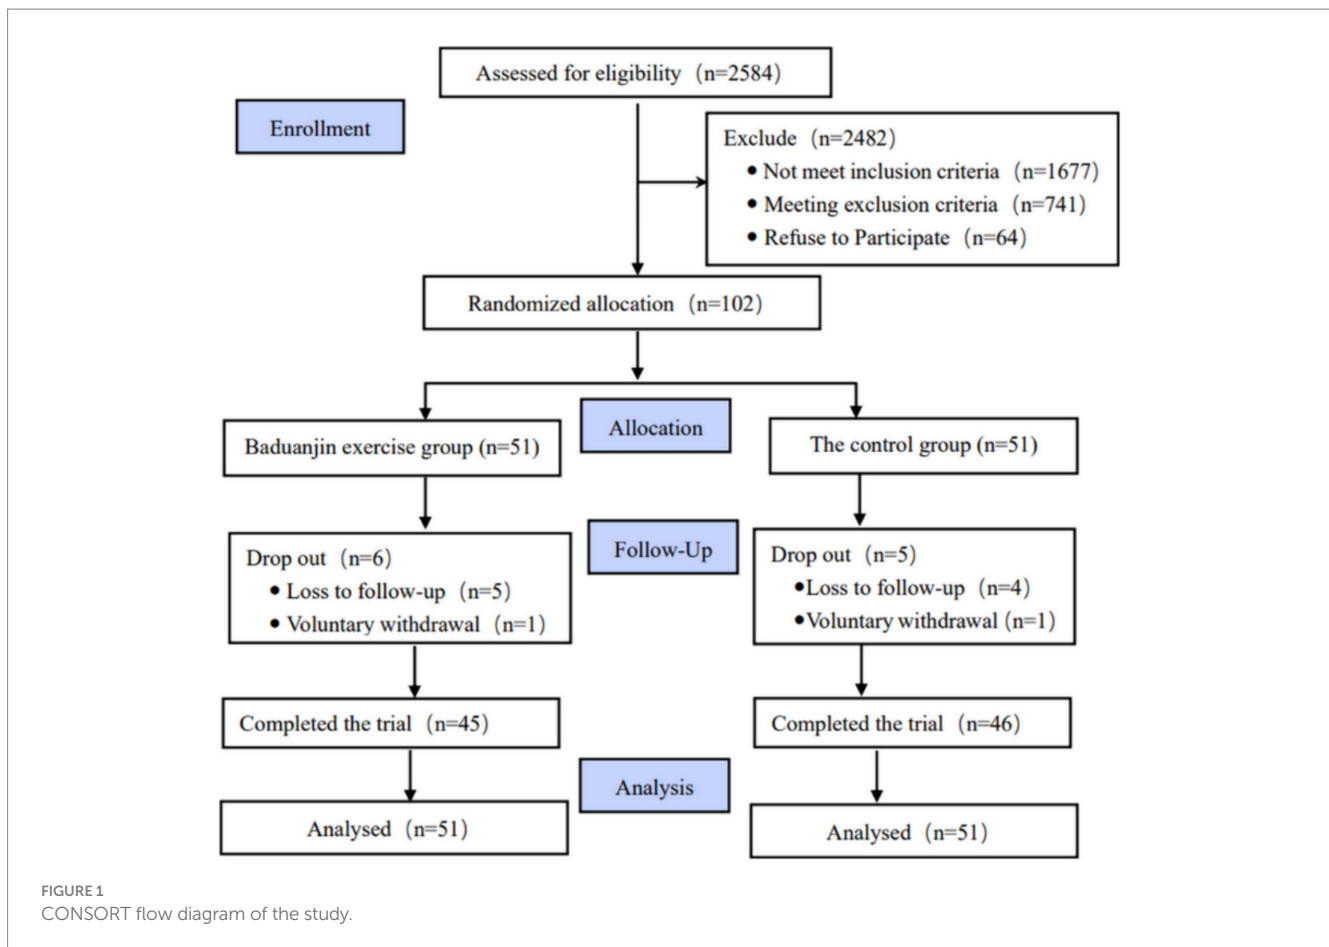 Assessed for eligibility (n=2584)
Enrollment
Exclude (n=2482)
• Not meet inclusion criteria (n=1677)
• Meeting exclusion criteria (n=741)
• Refuse to Participate (n=64)
Randomized allocation (n=102)
Allocation
Baduanjin exercise group (n=51)
The control group (n=51)
Follow-Up
Drop out (n=6)
• Loss to follow-up (n=5)
• Voluntary withdrawal (n=1)
Drop out (n=5)
•Loss to follow-up (n=4)
•Voluntary withdrawal (n=1)
Completed the trial (n=45)
Completed the trial (n=46)
Analysis
Analysed (n=51)
Analysed (n=51)
FIGURE 1
CONSORT flow diagram of the study.